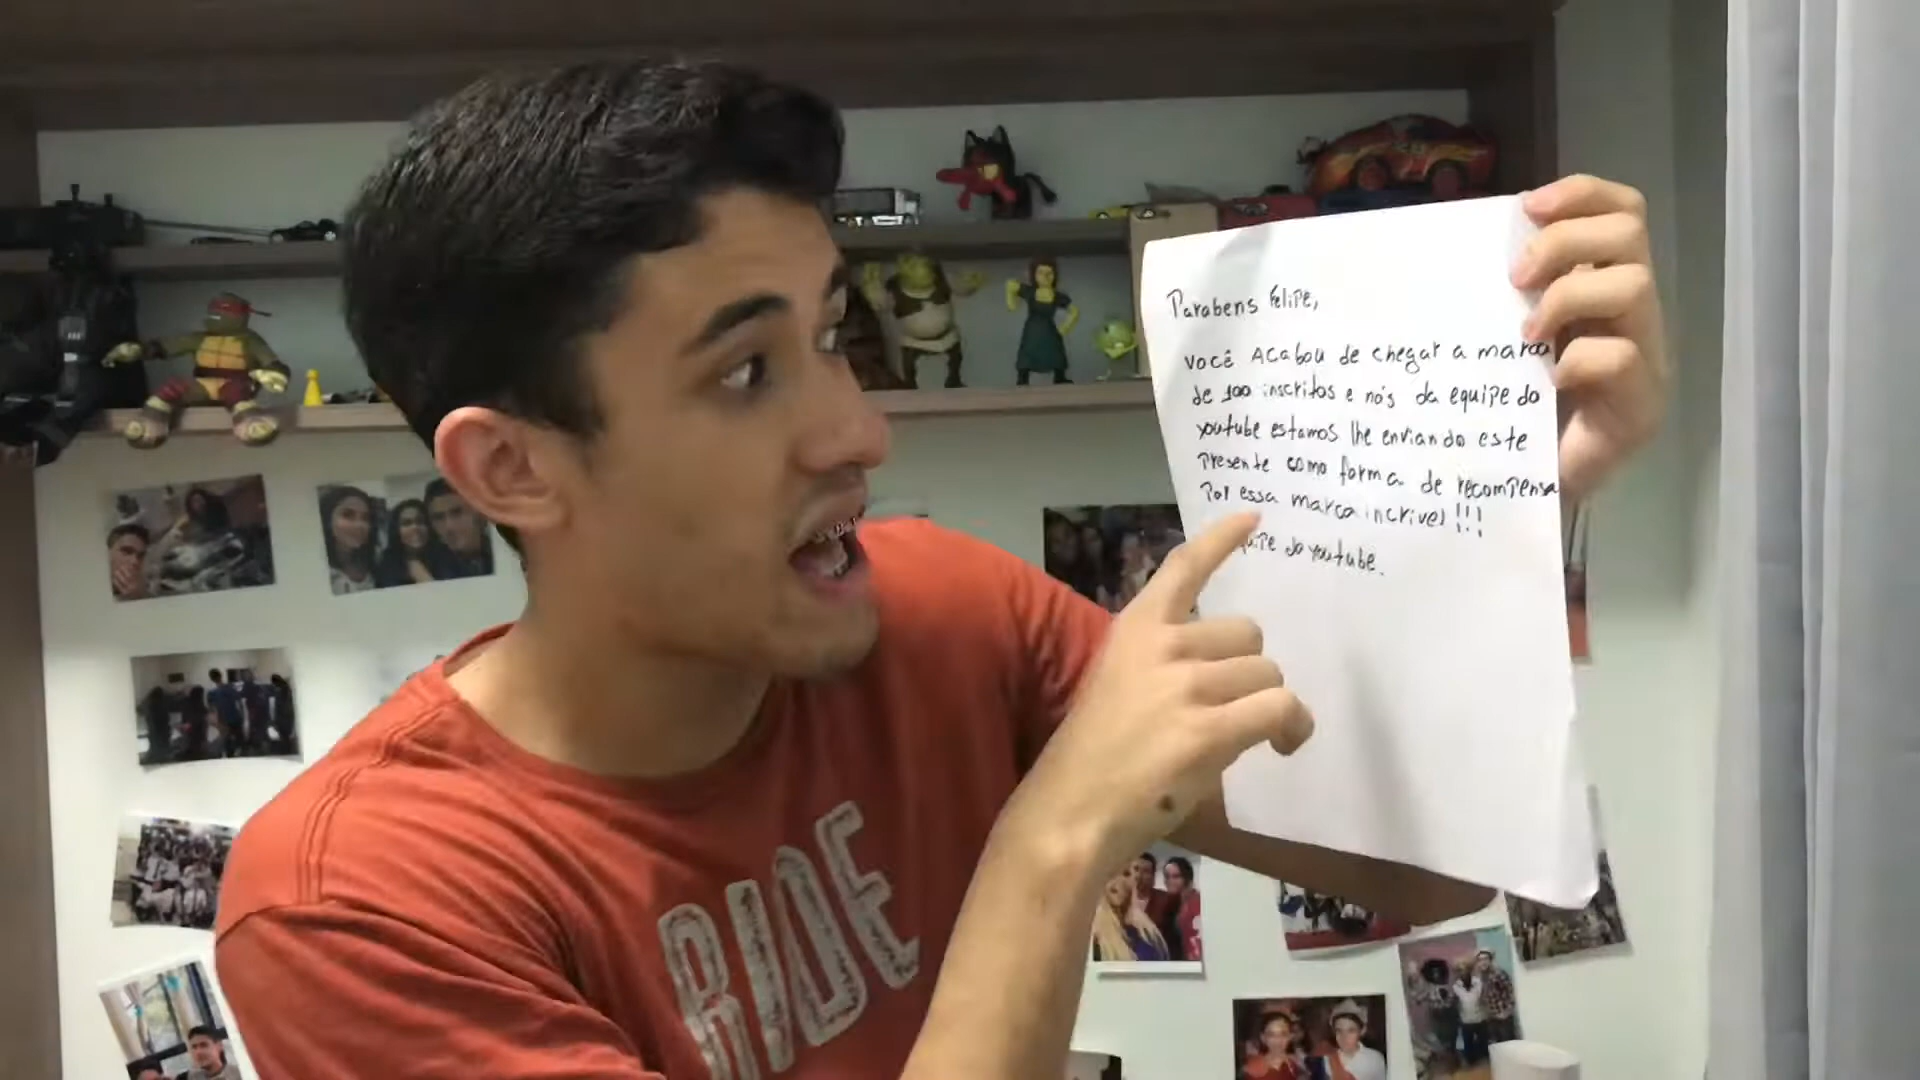 Parabens Felipe,
você Acabou de chegar a marca
de 100 inscritos e nós da equipe do
youtube estamos lhe enviando este
Presente como forma de recompensa
Por essa marca incrivel !!!
do youtube.
RIDE